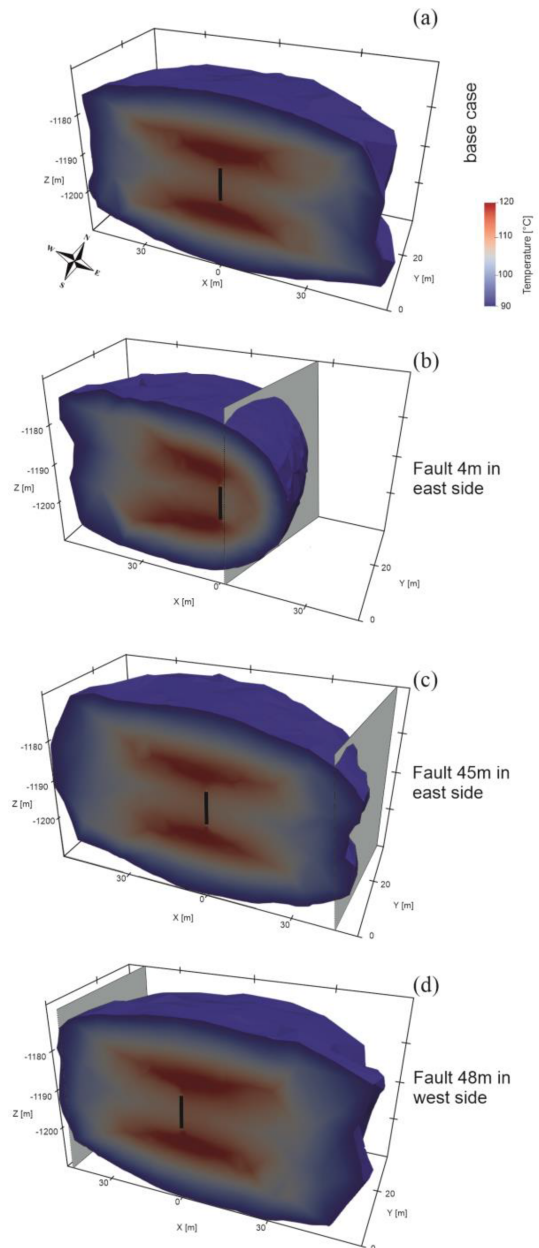 (a)
base case
-1180
-1190
Z [m]
-1200
30
0
X [m]
30
Y [m]
20
0
N
W
E
S
120
110
100
90
Temperature [°C]
(b)
Fault 4m in
east side
-1180
-1190
Z [m]
-1200
30
0
X [m]
30
Y [m]
20
0
(c)
Fault 45m in
east side
-1180
-1190
Z [m]
-1200
30
0
X [m]
30
Y [m]
20
0
(d)
Fault 48m in
west side
-1180
-1190
Z [m]
-1200
30
0
X [m]
30
Y [m]
20
0